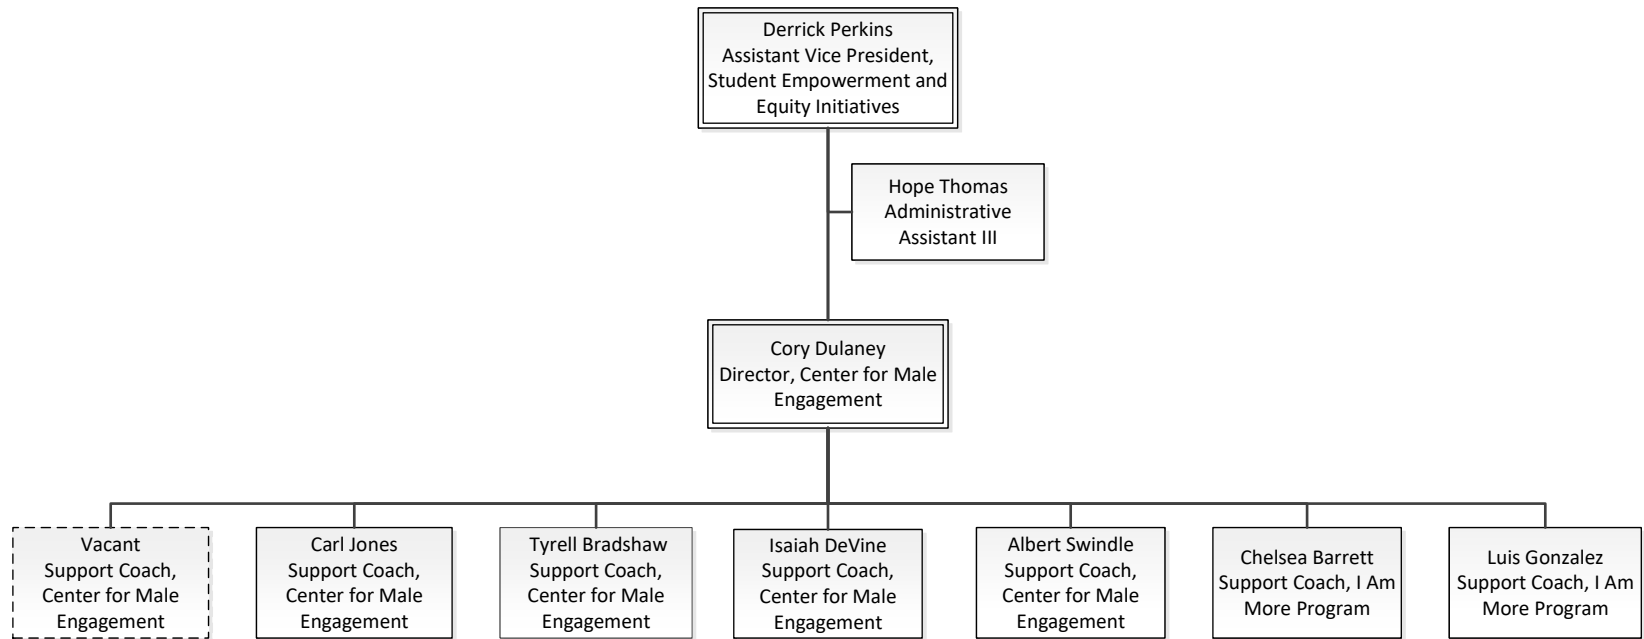 Derrick Perkins
Assistant Vice President,
Student Empowerment and
Equity Initiatives
Hope Thomas
Administrative
Assistant III
Cory Dulaney
Director, Center for Male
Engagement
Vacant
Support Coach,
Center for Male
Engagement
Carl Jones
Support Coach,
Center for Male
Engagement
Tyrell Bradshaw
Support Coach,
Center for Male
Engagement
Isaiah DeVine
Support Coach,
Center for Male
Engagement
Albert Swindle
Support Coach,
Center for Male
Engagement
Chelsea Barrett
Support Coach, I Am
More Program
Luis Gonzalez
Support Coach, I Am
More Program